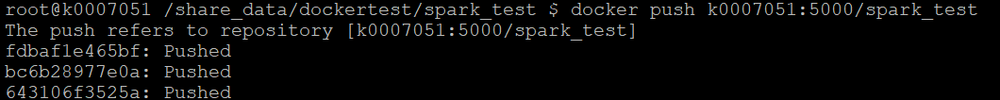 root@k0007051 /share_data/dockertest/spark_test $ docker push k0007051:5000/spark_test
The push refers to repository [k0007051:5000/spark_test]
fdbaf1e465bf: Pushed
bc6b28977e0a: Pushed
643106f3525a: Pushed